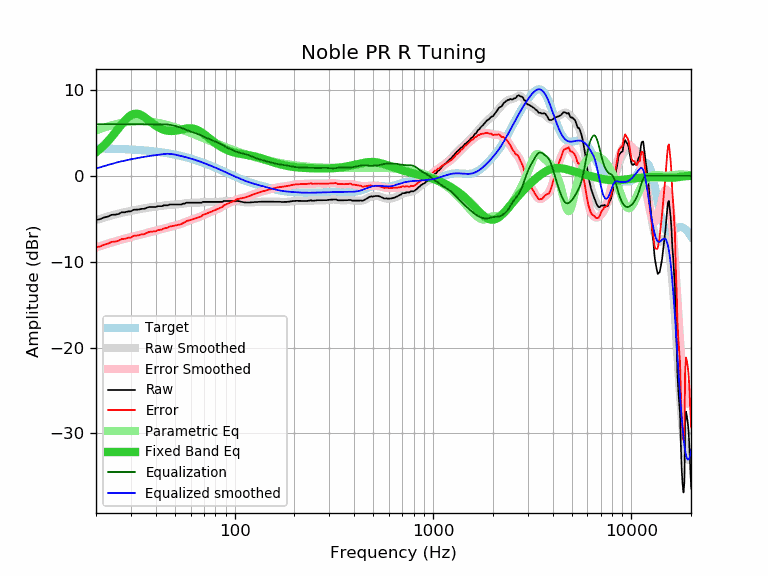 Noble PR R Tuning
Amplitude (dBr)
10
0
−10
−20
−30
Target
Raw Smoothed
Error Smoothed
Raw
Error
Parametric Eq
Fixed Band Eq
Equalization
Equalized smoothed
100
1000
10000
Frequency (Hz)